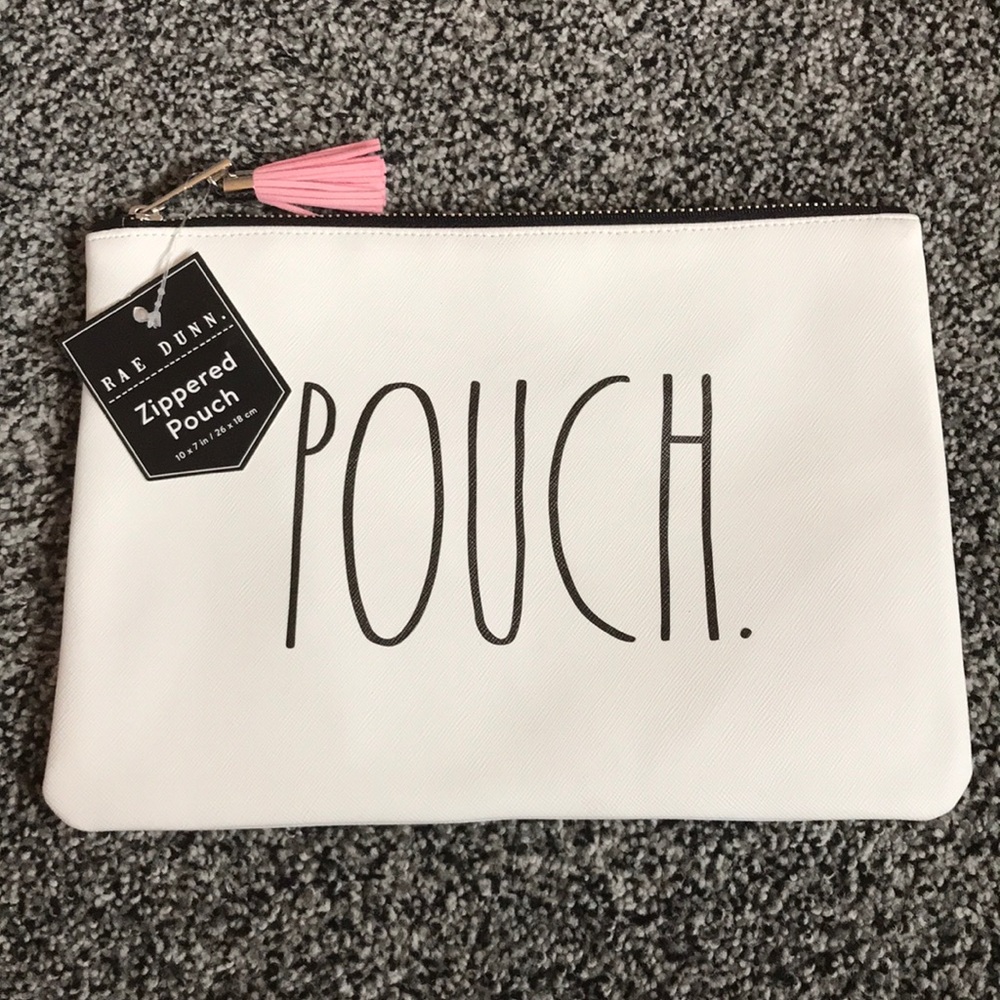 RAE DUNN.
Zippered
Pouch
10 x 7 in / 26 x 18 cm
POUCH.